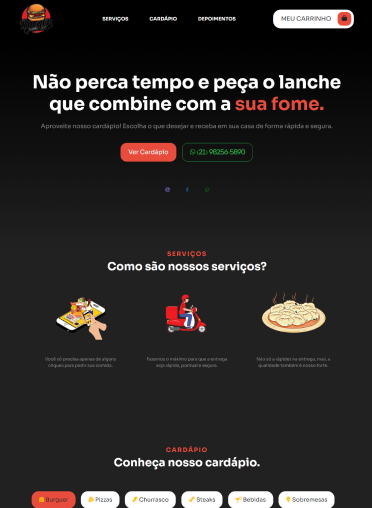 SERVIÇOS
CARDÁPIO
DEPOIMENTOS
MEU CARRINHO
Não perca tempo e peça o lanche
que combine com a sua fome.
Aproveite nosso cardápio! Escolha o que desejar e receba em sua casa de forma rápida e segura.
Ver Cardápio
(21) 98256-5890
SERVIÇOS
Como são nossos serviços?
Você só precisa apenas de alguns
cliques para pedir sua comida.
Fazemos o máximo para que a entrega
seja rápida, pontual e segura.
Não só a rápidez na entrega, mas, a
qualidade também é nosso forte.
CARDÁPIO
Conheça nosso cardápio.
Burguer
Pizzas
Churrasco
Steaks
Bebidas
Sobremesas